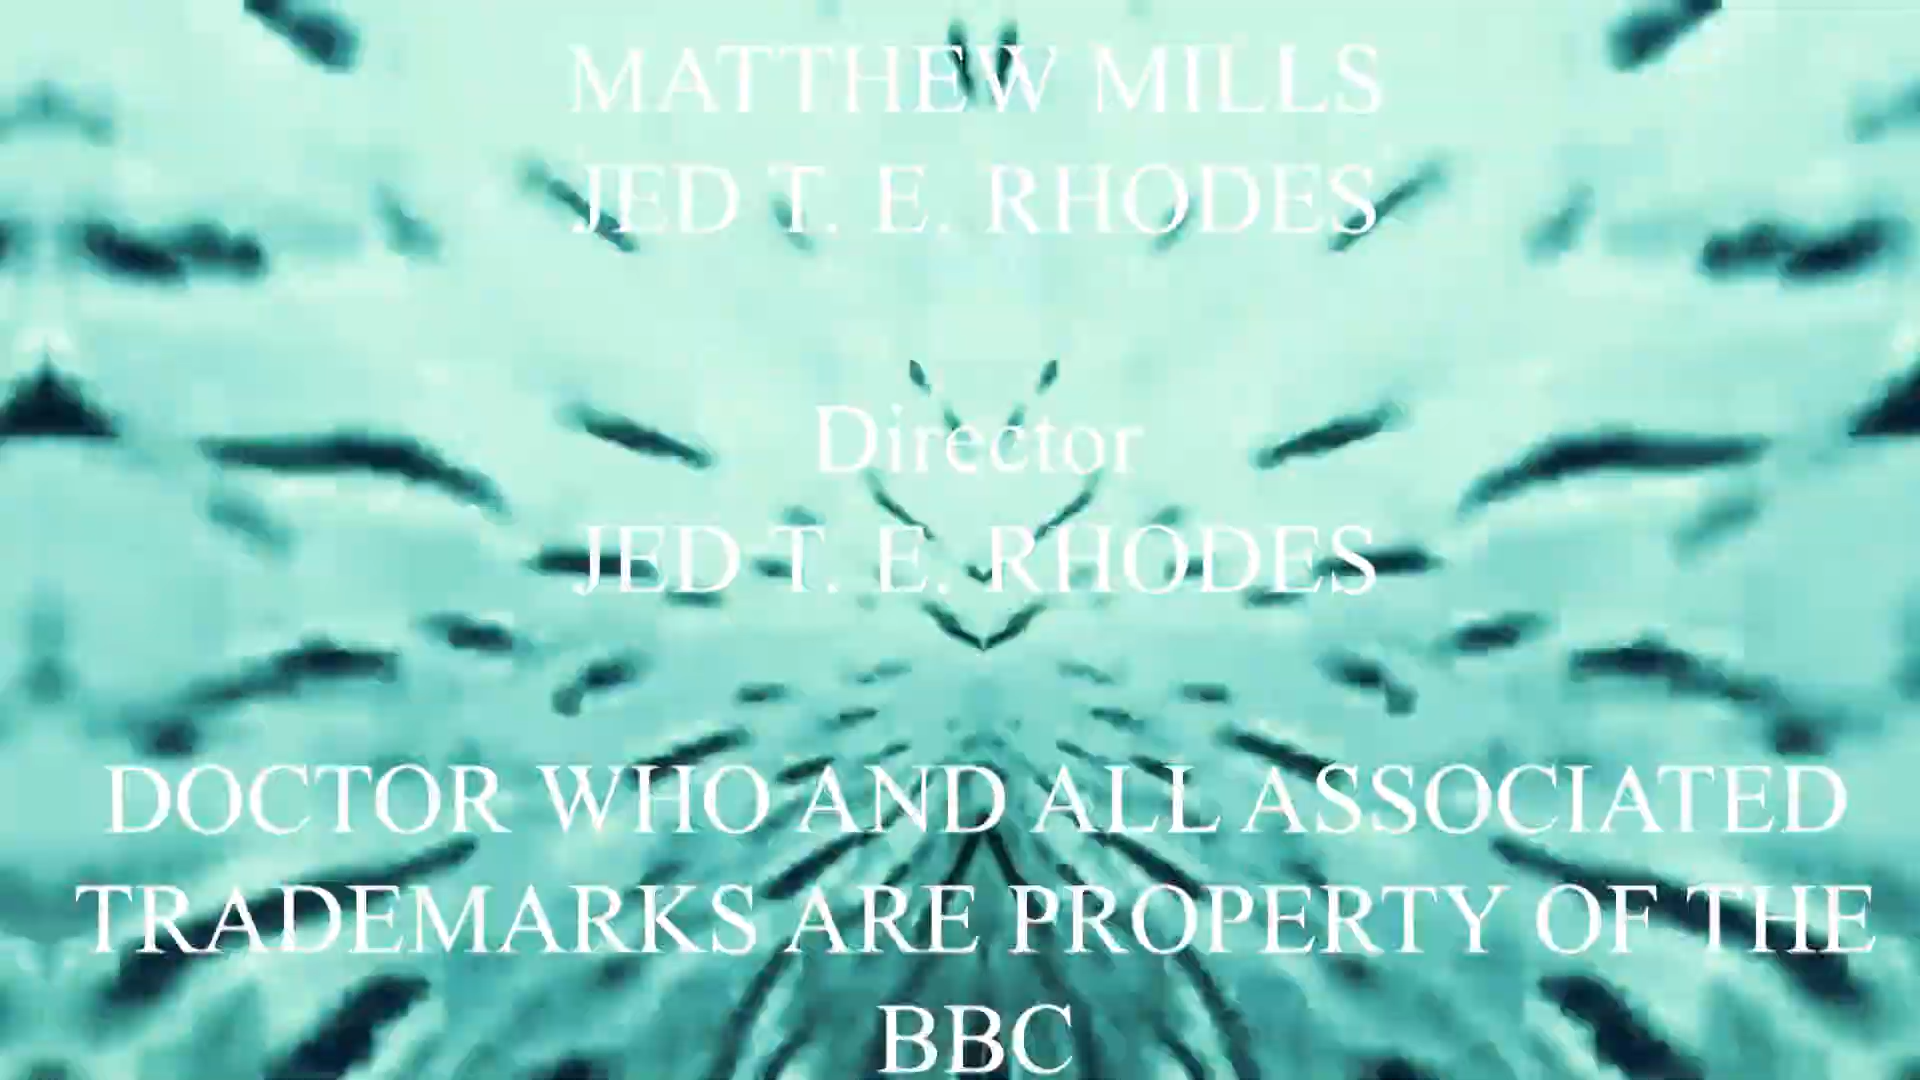 MATTHEW MILLS
JED T. E. RHODES
Director
JED T. E. RHODES
DOCTOR WHO AND ALL ASSOCIATED
TRADEMARKS ARE PROPERTY OF THE
BBC